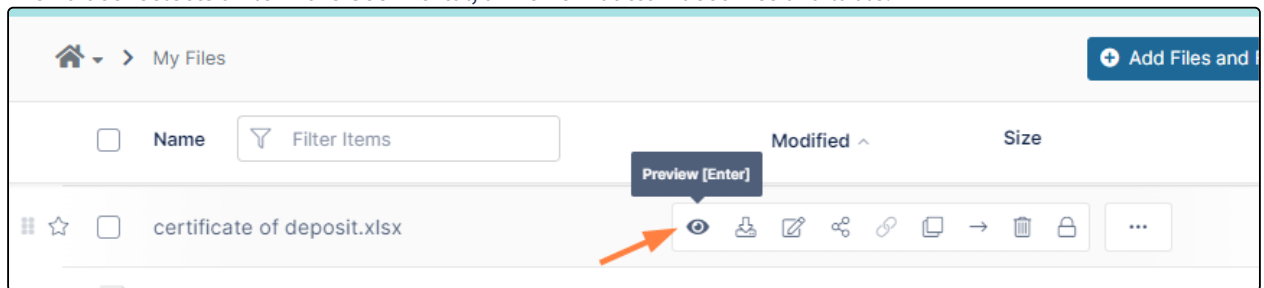 My Files
Add Files and
Name
Filter Items
Modified
Size
Preview [Enter]
certificate of deposit.xlsx